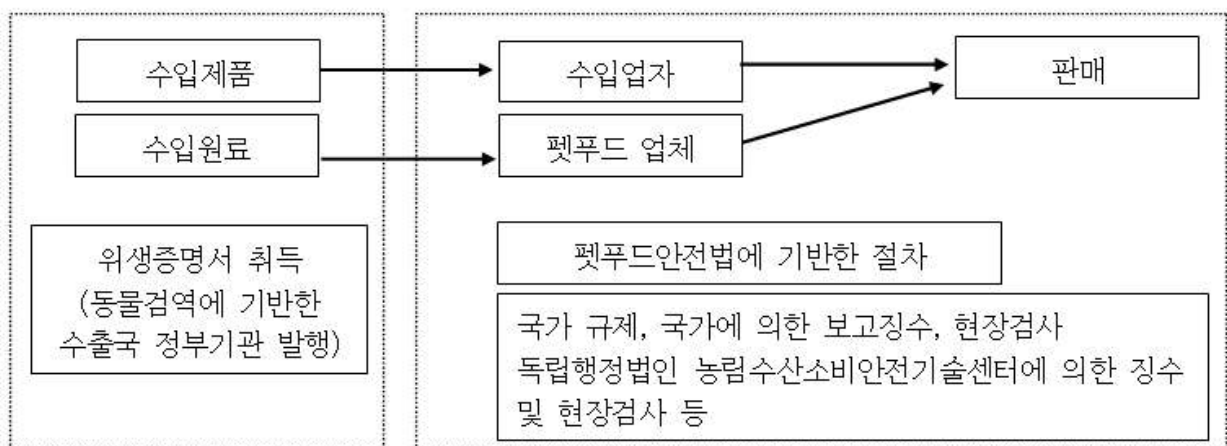 수입제품
수입업자
판매
수입원료
펫푸드 업체
위생증명서 취득
(동물검역에 기반한
수출국 정부기관 발행)
펫푸드안전법에 기반한 절차
국가 규제, 국가에 의한 보고징수, 현장검사
독립행정법인 농림수산소비안전기술센터에 의한 징수
및 현장검사 등